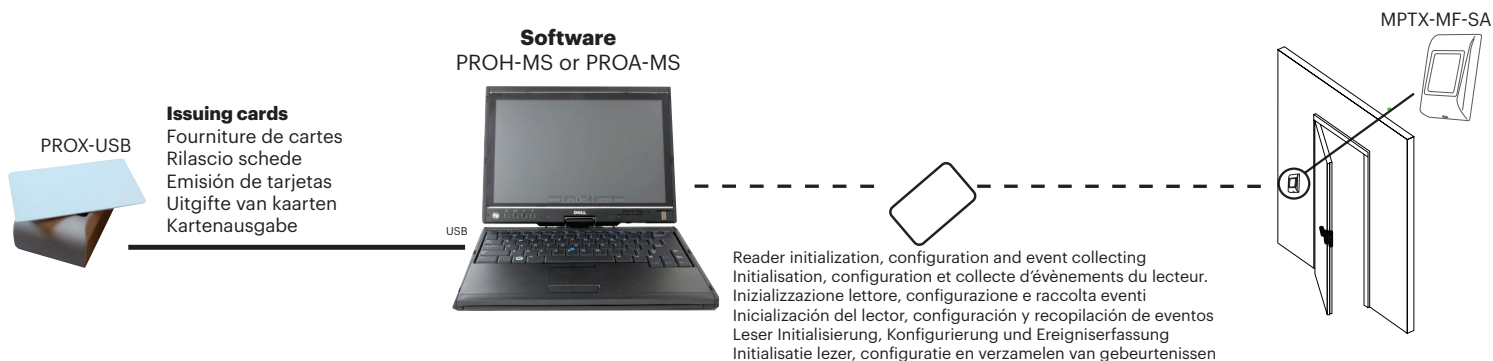 MPTX-MF-SA
Software
PROH-MS or PROA-MS
PROX-USB
Issuing cards
Fourniture de cartes
Rilascio schede
Emisión de tarjetas
Uitgifte van kaarten
Kartenausgabe
USB
DELL
Reader initialization, configuration and event collecting
Initialisation, configuration et collecte d’évènements du lecteur.
Inizializzazione lettore, configurazione e raccolta eventi
Inicialización del lector, configuración y recopilación de eventos
Leser Initialisierung, Konfigurierung und Ereigniserfassung
Initialisatie lezer, configuratie en verzamelen van gebeurtenissen